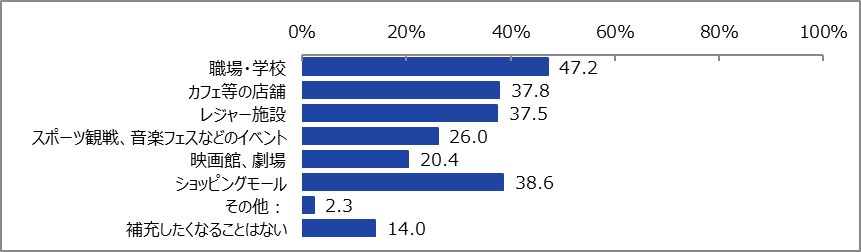 0% 20% 40% 60% 80% 100%
職場・学校 47.2
カフェ等の店舗 37.8
レジャー施設 37.5
スポーツ観戦、音楽フェスなどのイベント 26.0
映画館、劇場 20.4
ショッピングモール 38.6
その他： 2.3
補充したくなることはない 14.0